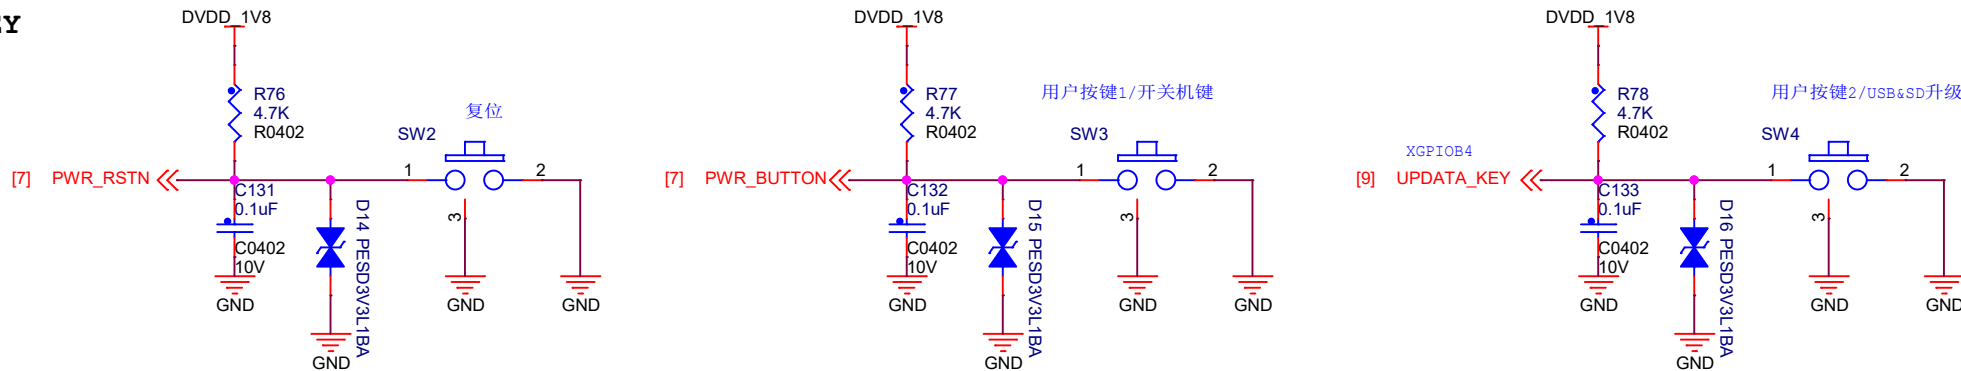 DVDD_1V8
R76
4.7K
R0402
复位
SW2
1
2
3
[7] PWR_RSTN
C131
0.1uF
C0402
10V
D14 PESD3V3L1BA
GND
GND
GND
GND
DVDD_1V8
R77
4.7K
R0402
用户按键1/开关机键
SW3
1
2
3
[7] PWR_BUTTON
C132
0.1uF
C0402
10V
D15 PESD3V3L1BA
GND
GND
GND
GND
DVDD_1V8
R78
4.7K
R0402
用户按键2/USB&SD升级
SW4
1
2
3
XGPIOB4
[9] UPDATA_KEY
C133
0.1uF
C0402
10V
D16 PESD3V3L1BA
GND
GND
GND
GND